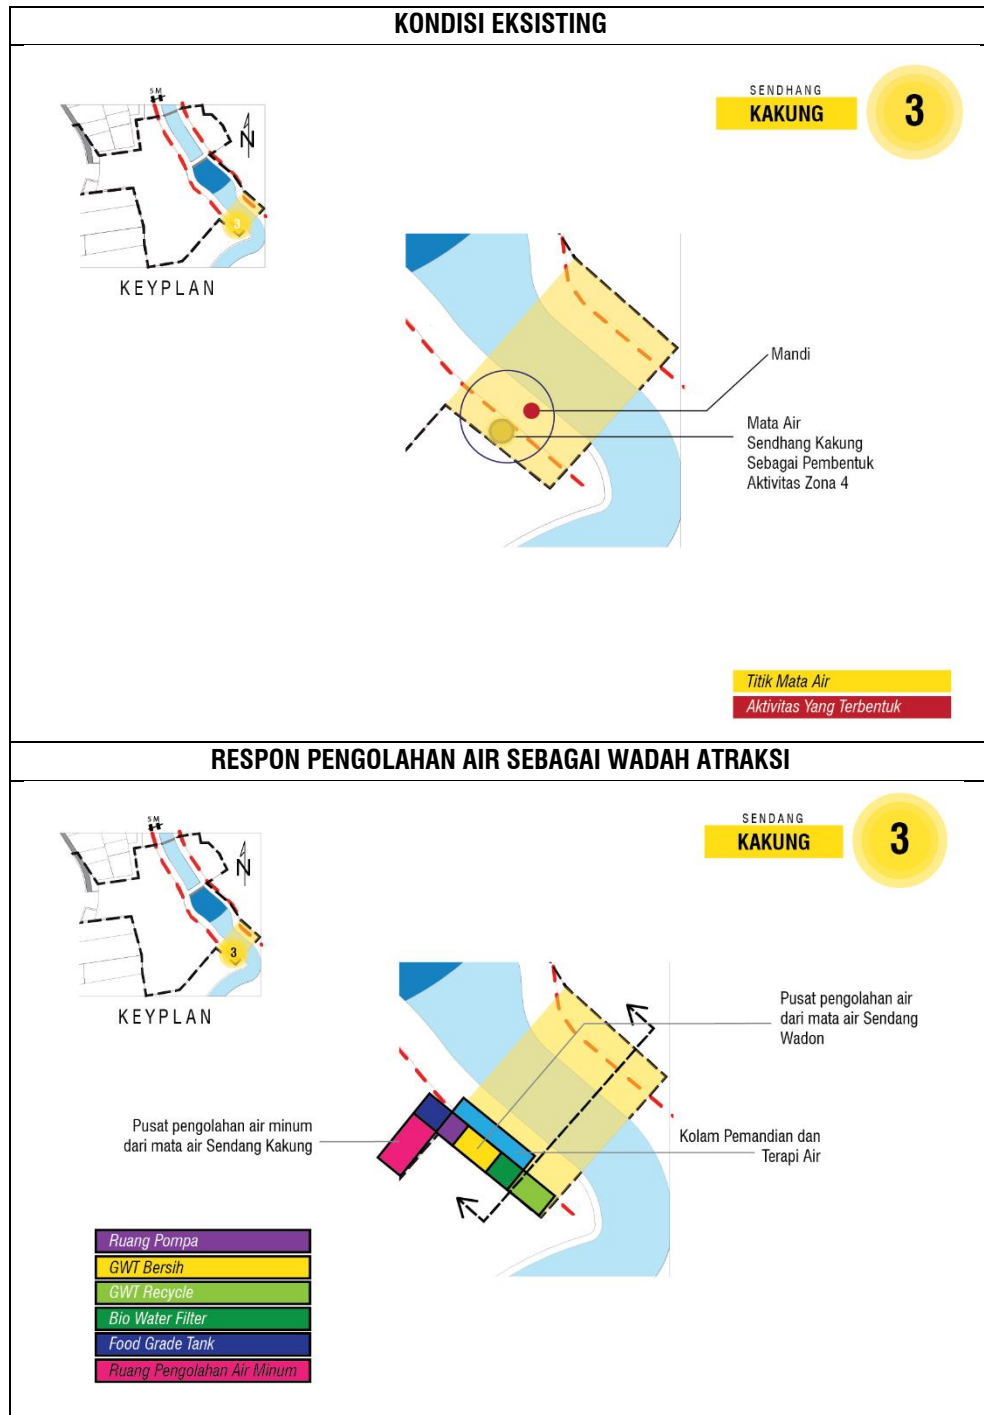 KONDISI EKSISTING
5 M
N
3
KEYPLAN
SENDHANG
KAKUNG
3
Mandi
Mata Air
Sendhang Kakung
Sebagai Pembentuk
Aktivitas Zona 4
Titik Mata Air
Aktivitas Yang Terbentuk
RESPON PENGOLAHAN AIR SEBAGAI WADAH ATRAKSI
5 M
N
3
KEYPLAN
SENDANG
KAKUNG
3
Pusat pengolahan air
dari mata air Sendang
Wadon
Pusat pengolahan air minum
dari mata air Sendang Kakung
Kolam Pemandian dan
Terapi Air
Ruang Pompa
GWT Bersih
GWT Recycle
Bio Water Filter
Food Grade Tank
Ruang Pengolahan Air Minum